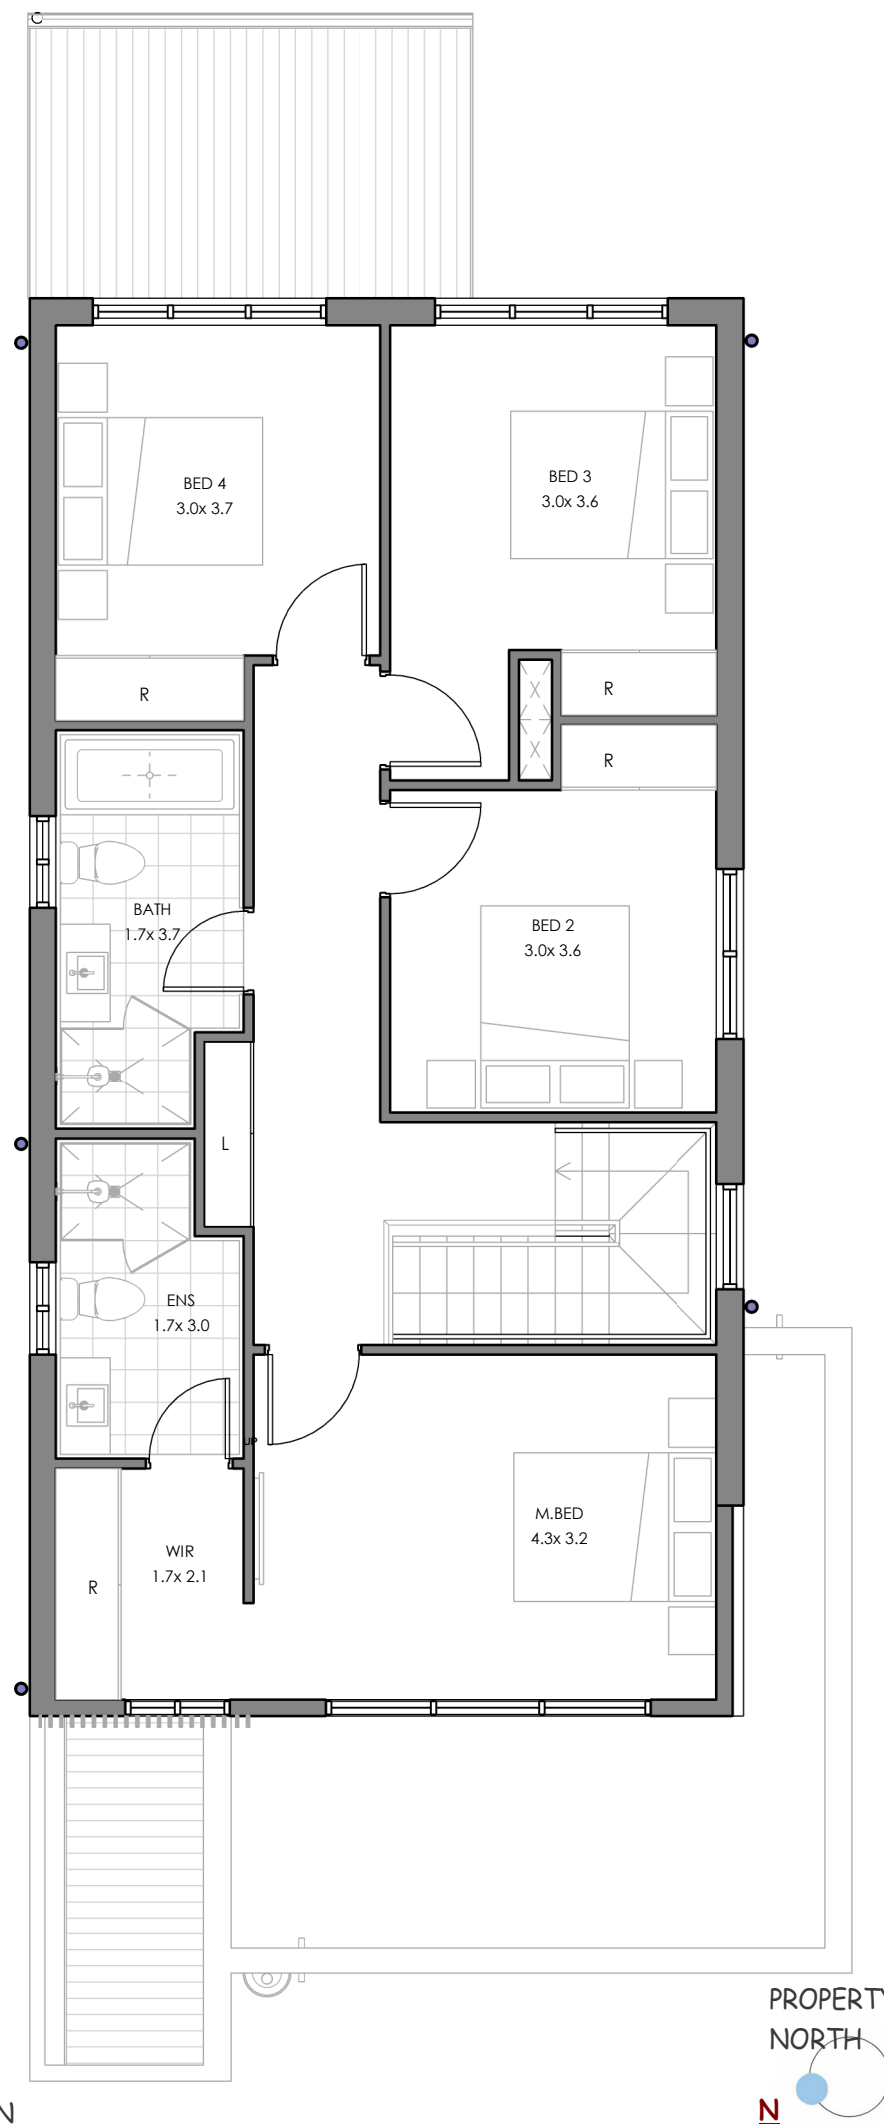 BED 4
3.0x 3.7
BED 3
3.0x 3.6
R
R
R
BATH
1.7x 3.7
BED 2
3.0x 3.6
L
ENS
1.7x 3.0
M.BED
4.3x 3.2
WIR
1.7x 2.1
R
PROPERTY
NORTH
N
N